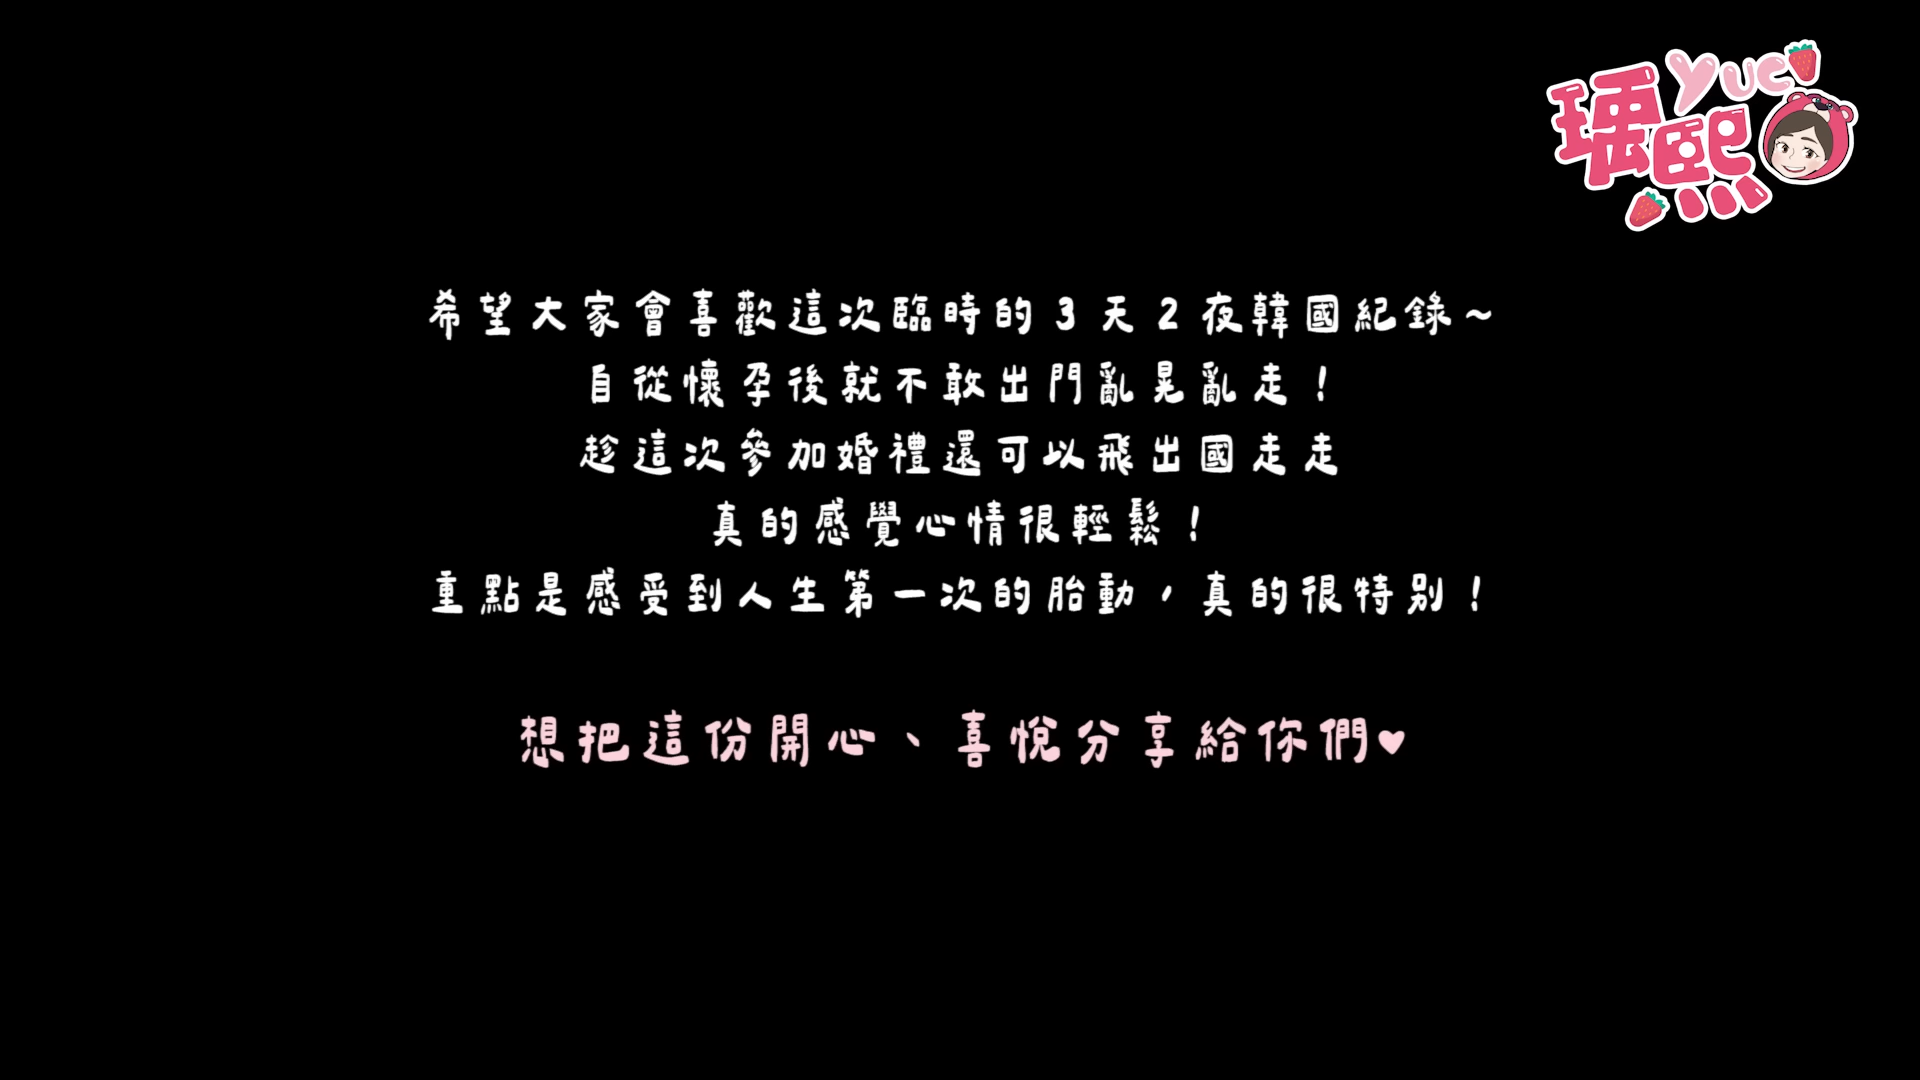 yuci
瑀熙
希望大家會喜歡這次臨時的3天2夜韓國紀錄~
自從懷孕後就不敢出門亂晃亂走！
趁這次參加婚禮還可以飛出國走走
真的感覺心情很輕鬆！
重點是感受到人生第一次的胎動，真的很特別！
想把這份開心、喜悅分享給你們♥